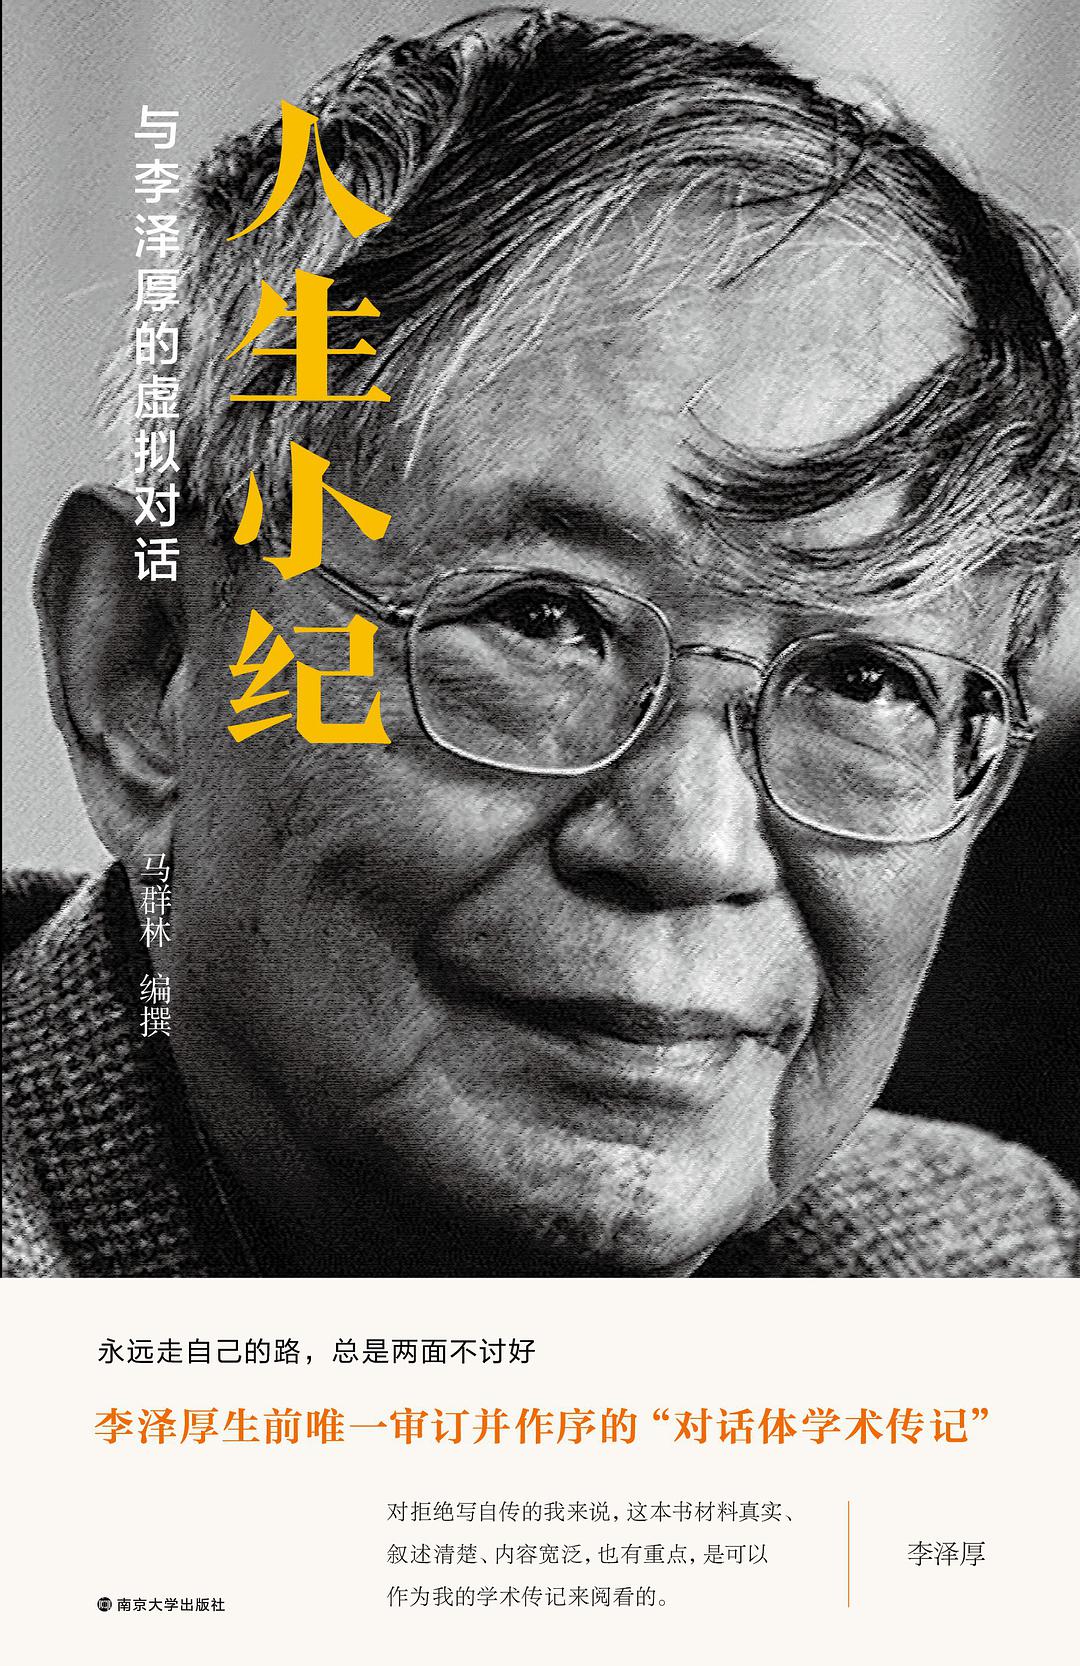 人生小纪
与李泽厚的虚拟对话
马群林 编撰
永远走自己的路，总是两面不讨好
李泽厚生前唯一审订并作序的“对话体学术传记”
对拒绝写自传的我来说，这本书材料真实、
叙述清楚、内容宽泛，也有重点，是可以
作为我的学术传记来阅看的。
李泽厚
南京大学出版社